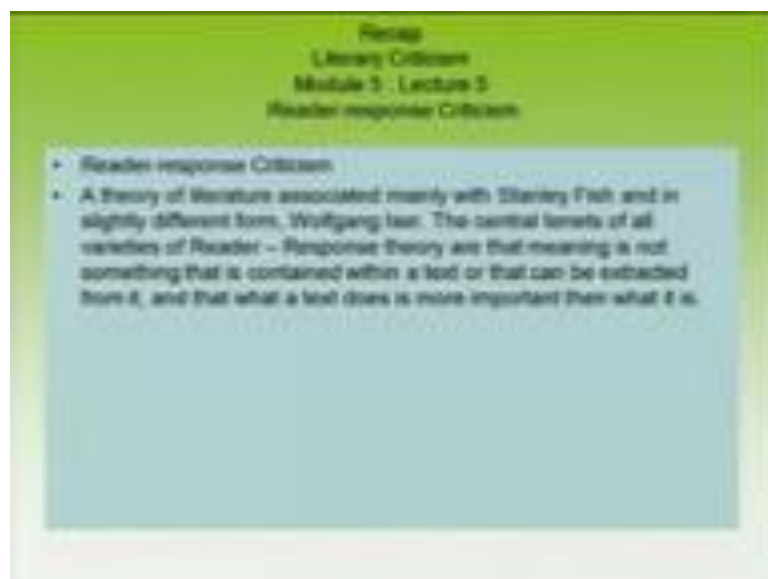 Recap
Literary Criticism
Module 5 Lecture 5
Reader-response Criticism
• Reader-response Criticism
• A theory of literature associated mainly with Stanley Fish and in
slightly different form, Wolfgang Iser. The central tenets of all
varieties of Reader – Response theory are that meaning is not
something that is contained within a text or that can be extracted
from it, and that what a text does is more important than what it is.